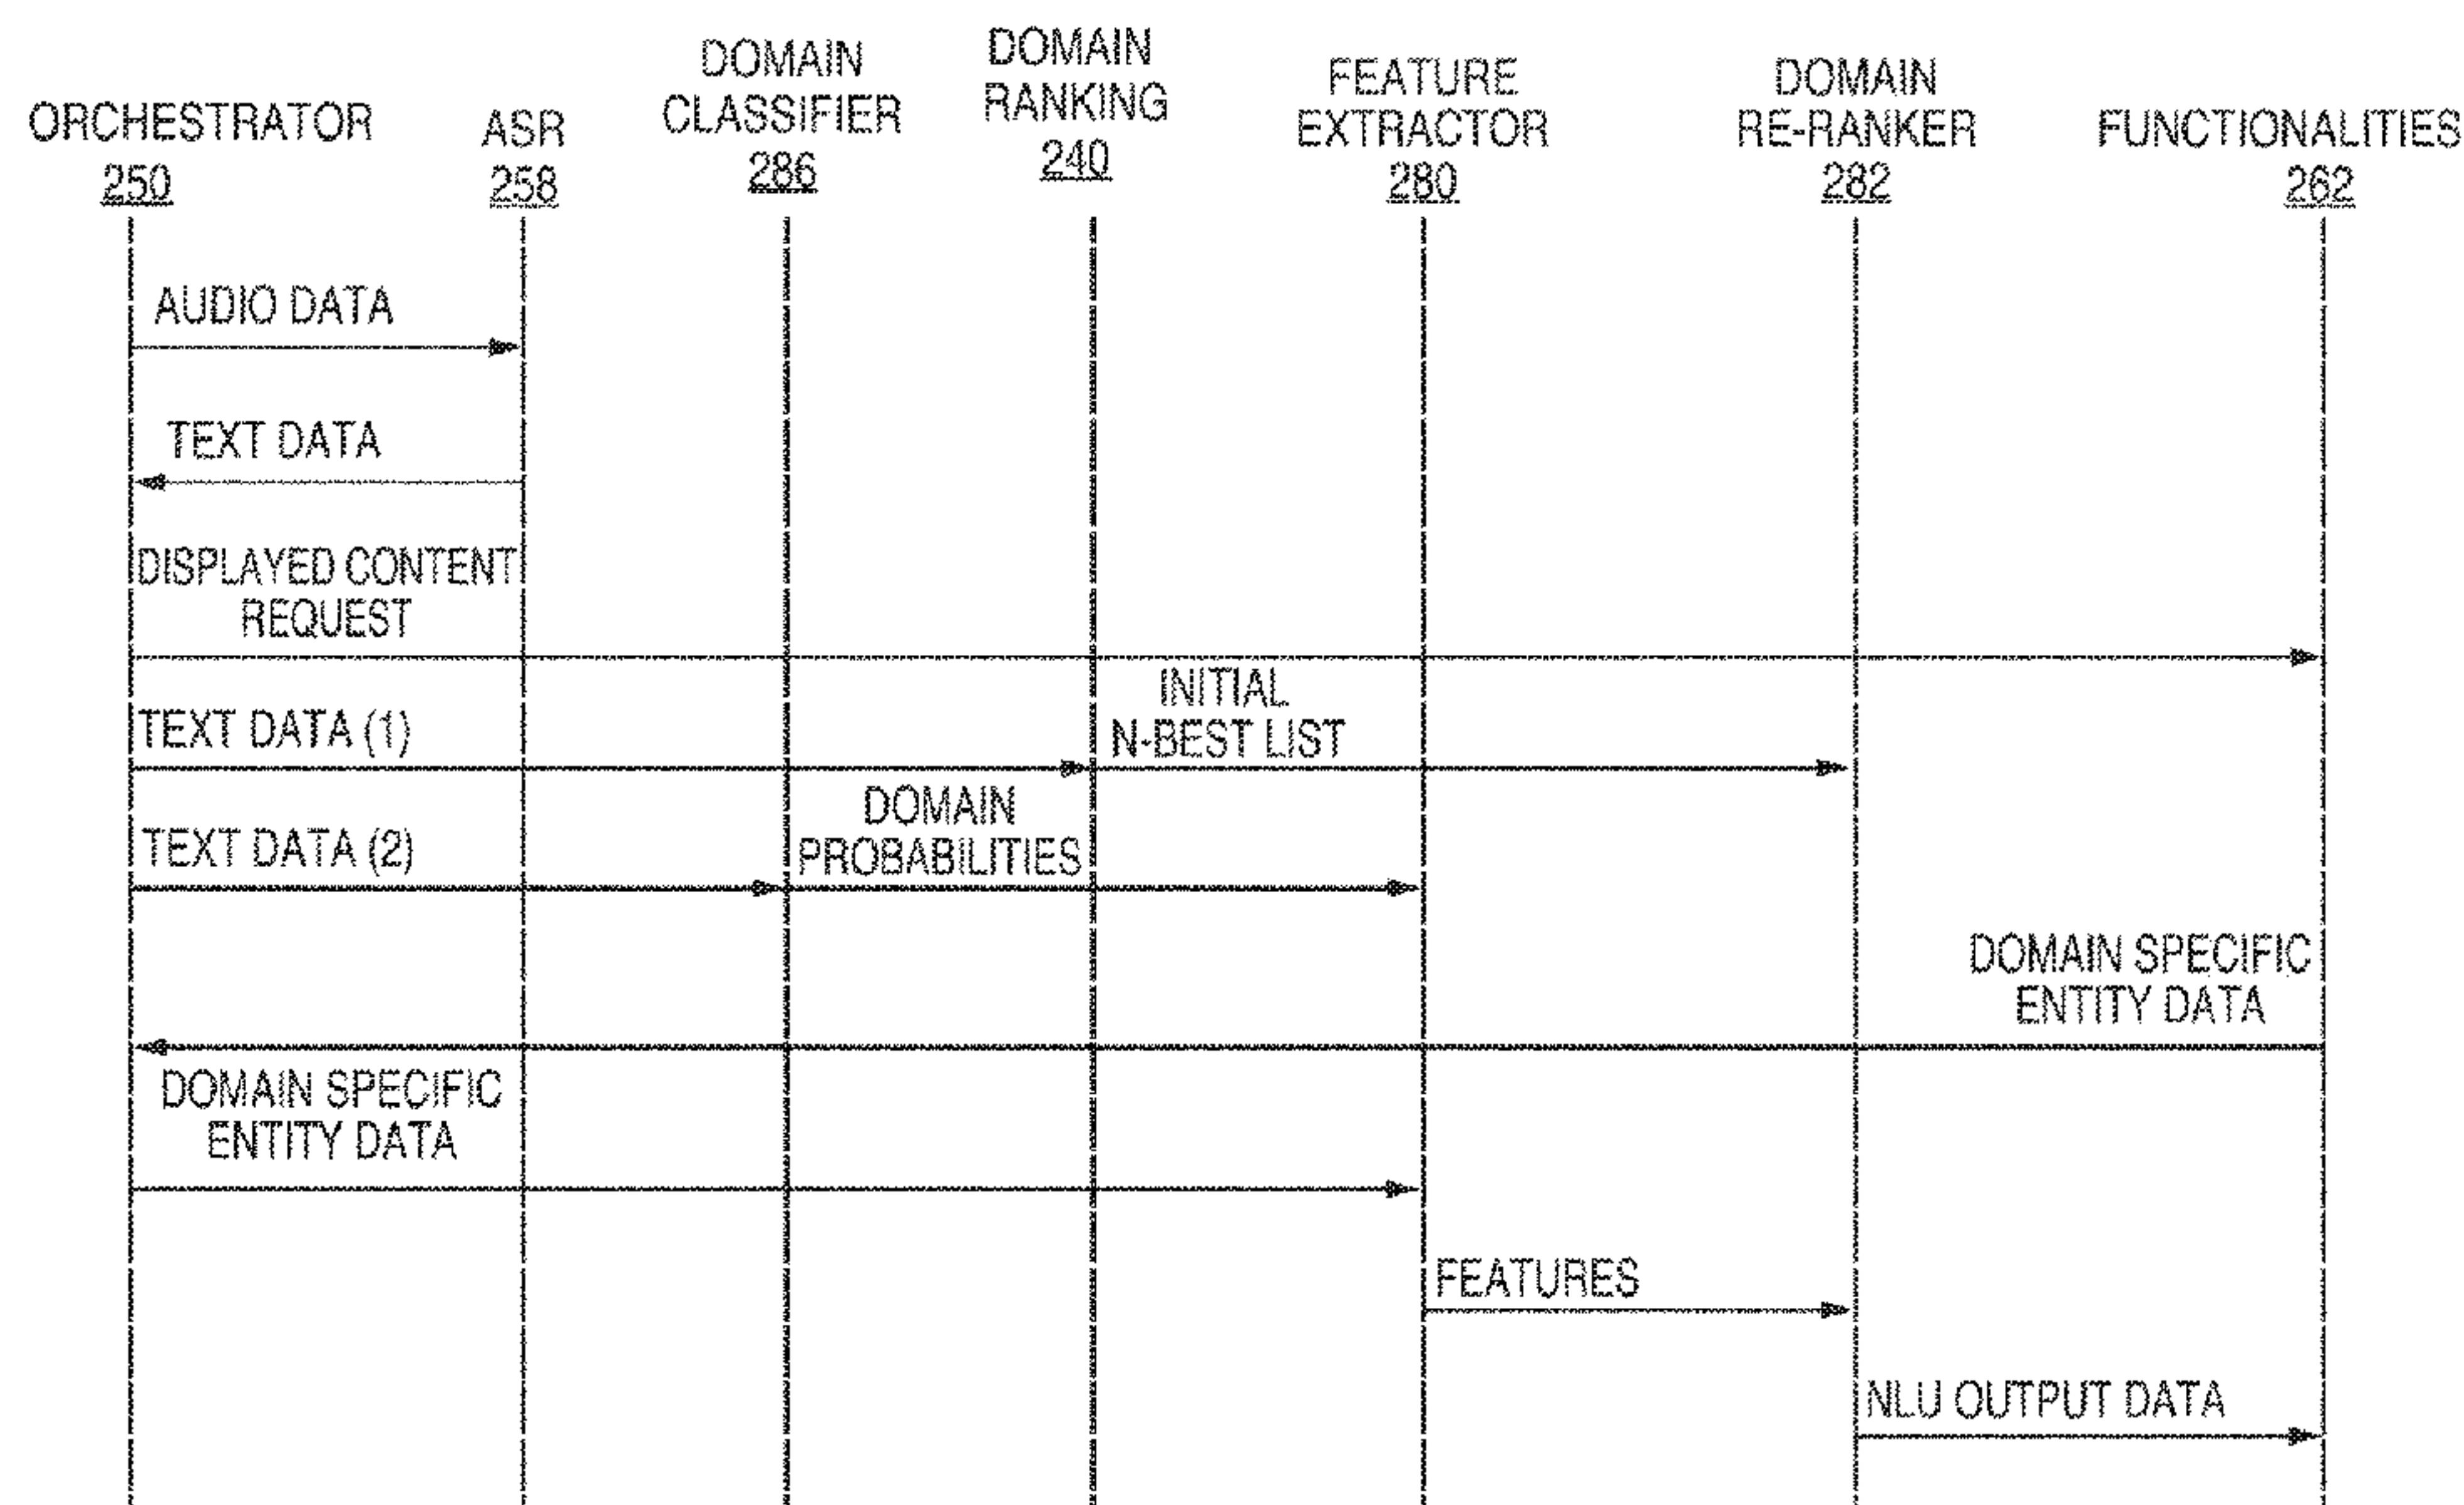 ORCHESTRATOR
250
ASR
258
DOMAIN
CLASSIFIER
286
DOMAIN
RANKING
240
FEATURE
EXTRACTOR
280
DOMAIN
RE-RANKER
282
FUNCTIONALITIES
262
AUDIO DATA
TEXT DATA
DISPLAYED CONTENT
REQUEST
TEXT DATA (1)
INITIAL
N-BEST LIST
TEXT DATA (2)
DOMAIN
PROBABILITIES
DOMAIN SPECIFIC
ENTITY DATA
DOMAIN SPECIFIC
ENTITY DATA
FEATURES
NLU OUTPUT DATA